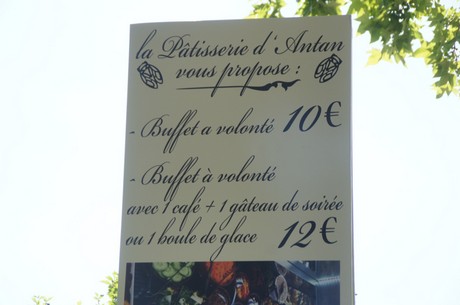 la Pâtisserie d'Antan
vous propose :
- Buffet a volonté 10€
- Buffet à volonté
avec 1 café + 1 gâteau de soirée
ou 1 boule de glace 12€